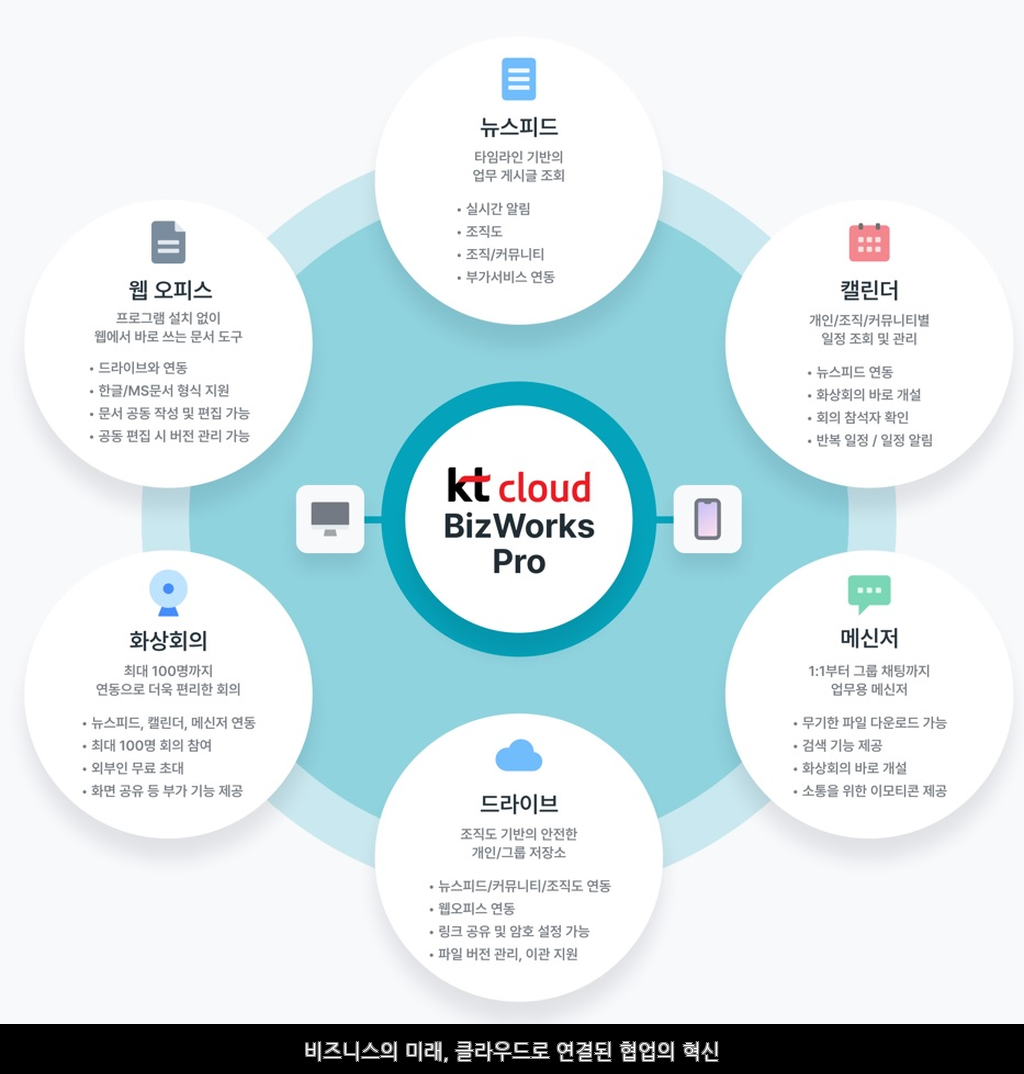 뉴스피드
타임라인 기반의
업무 게시글 조회
• 실시간 알림
• 조직도
• 조직/커뮤니티
• 부가서비스 연동
웹 오피스
프로그램 설치 없이
웹에서 바로 쓰는 문서 도구
• 드라이브와 연동
• 한글/MS문서 형식 지원
• 문서 공동 작성 및 편집 가능
• 공동 편집 시 버전 관리 가능
캘린더
개인/조직/커뮤니티별
일정 조회 및 관리
• 뉴스피드 연동
• 화상회의 바로 개설
• 회의 참석자 확인
• 반복 일정 / 일정 알림
kt cloud
BizWorks
Pro
화상회의
최대 100명까지
연동으로 더욱 편리한 회의
• 뉴스피드, 캘린더, 메신저 연동
• 최대 100명 회의 참여
• 외부인 무료 초대
• 화면 공유 등 부가 기능 제공
메신저
1:1부터 그룹 채팅까지
업무용 메신저
• 무기한 파일 다운로드 가능
• 검색 기능 제공
• 화상회의 바로 개설
• 소통을 위한 이모티콘 제공
드라이브
조직도 기반의 안전한
개인/그룹 저장소
• 뉴스피드/커뮤니티/조직도 연동
• 웹오피스 연동
• 링크 공유 및 암호 설정 가능
• 파일 버전 관리, 이관 지원
비즈니스의 미래, 클라우드로 연결된 협업의 혁신